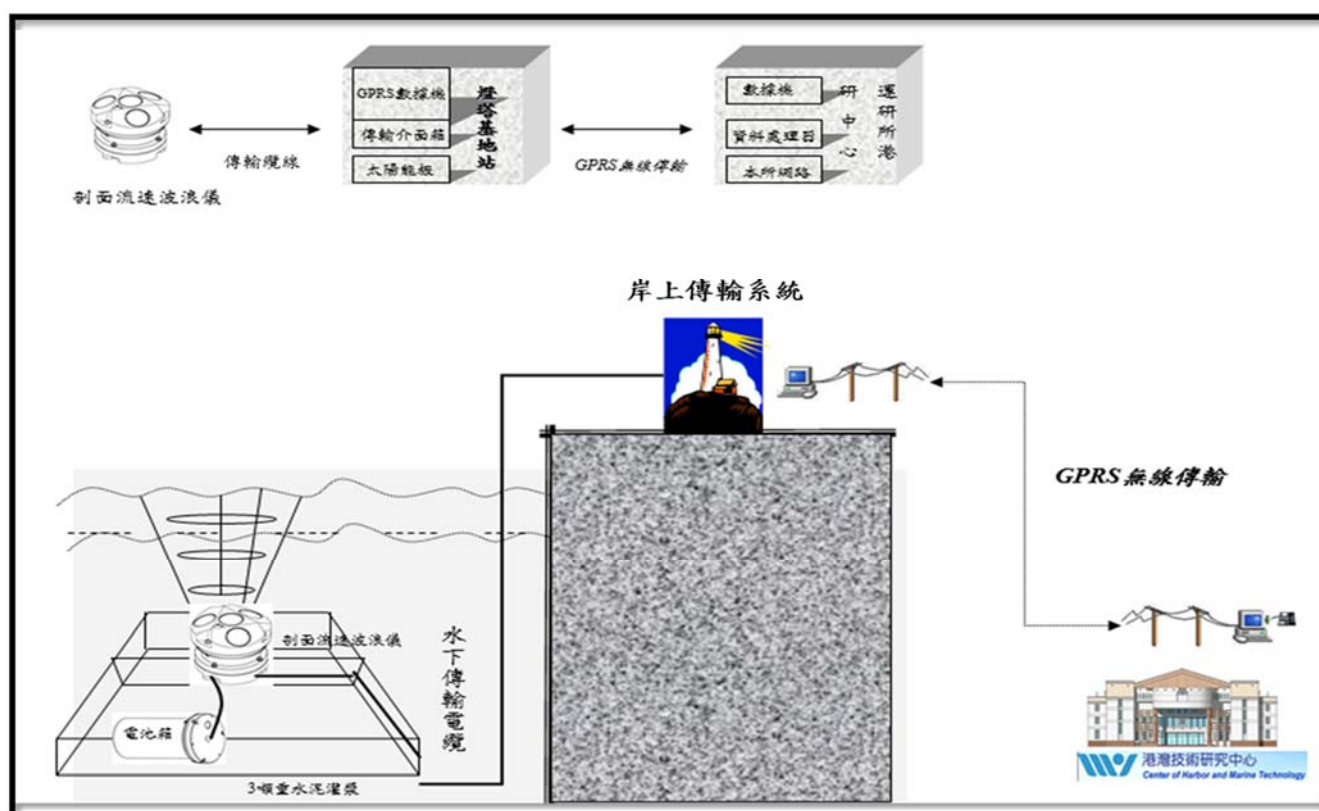 GPRS數據機
傳輸介面箱
太陽能板
燈塔基地站
數據機
資料處理器
本所網路
運研所港
研中心
傳輸纜線
GPRS無線傳輸
剖面流速波浪儀
岸上傳輸系統
GPRS無線傳輸
剖面流速波浪儀
水下傳輸電纜
電池箱
3噸重水泥灌漿
港灣技術研究中心
Center of Harbor and Marine Technology